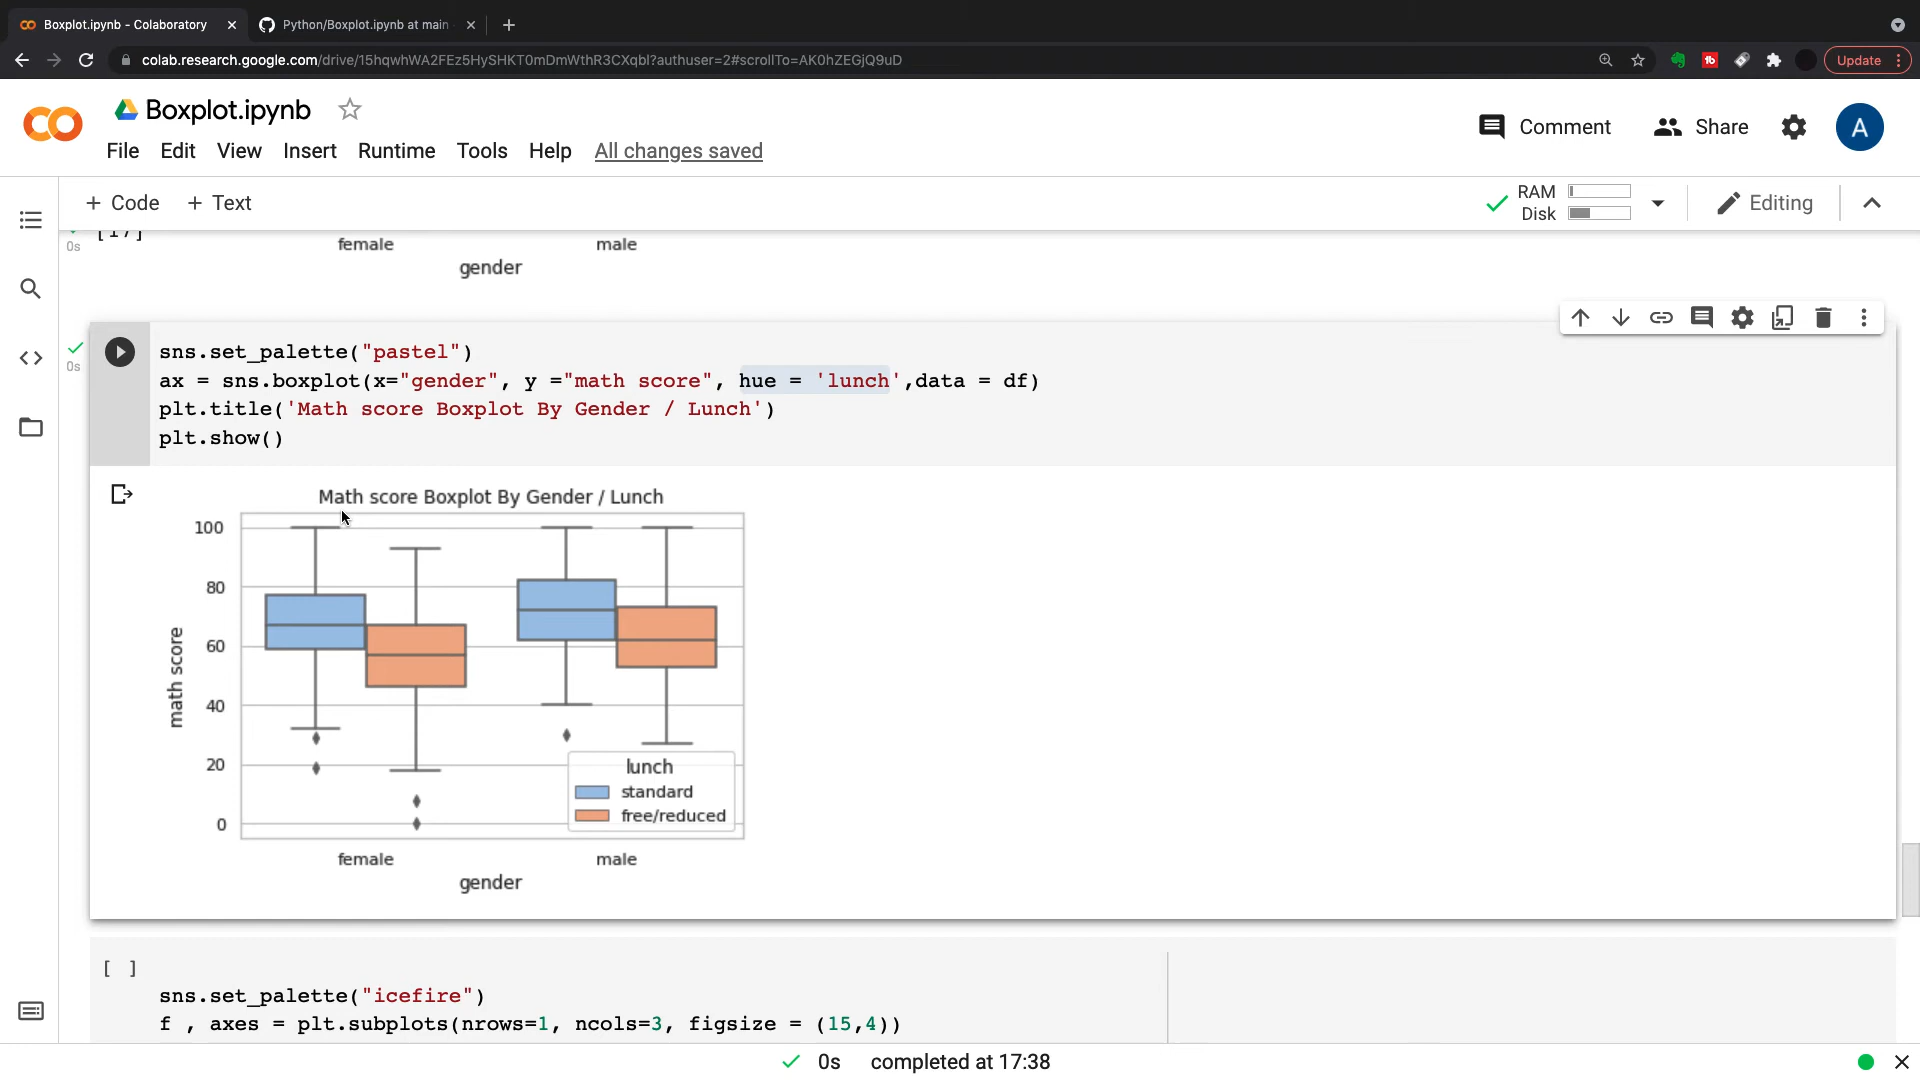 Boxplot.ipynb - Colaboratory
Python/Boxplot.ipynb at main
colab.research.google.com/drive/15hqwhWA2FEz5HySHKT0mDmWthR3CXqbl?authuser=2#scrollTo=AK0hZEGjQ9uD
Update
Boxplot.ipynb
Comment
Share
A
File Edit View Insert Runtime Tools Help All changes saved
+ Code + Text
RAM
Disk
Editing
0s
[17]
female male
gender
0s
sns.set_palette("pastel")
ax = sns.boxplot(x="gender", y ="math score", hue = 'lunch',data = df)
plt.title('Math score Boxplot By Gender / Lunch')
plt.show()
Math score Boxplot By Gender / Lunch
100
80
60
40
20
0
math score
lunch
standard
free/reduced
female male
gender
[ ]
sns.set_palette("icefire")
f , axes = plt.subplots(nrows=1, ncols=3, figsize = (15,4))
0s completed at 17:38